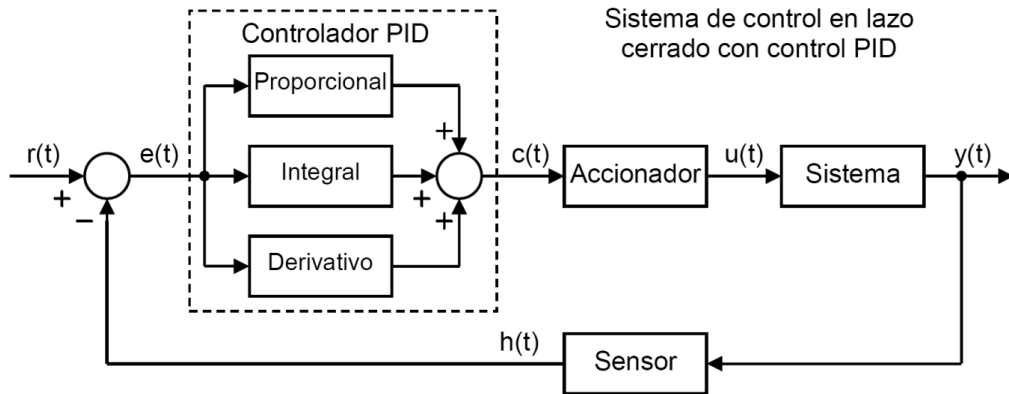 Sistema de control en lazo
cerrado con control PID
Controlador PID
Proporcional
Integral
Derivativo
r(t)
+
−
e(t)
+
+
+
c(t)
Accionador
u(t)
Sistema
y(t)
h(t)
Sensor